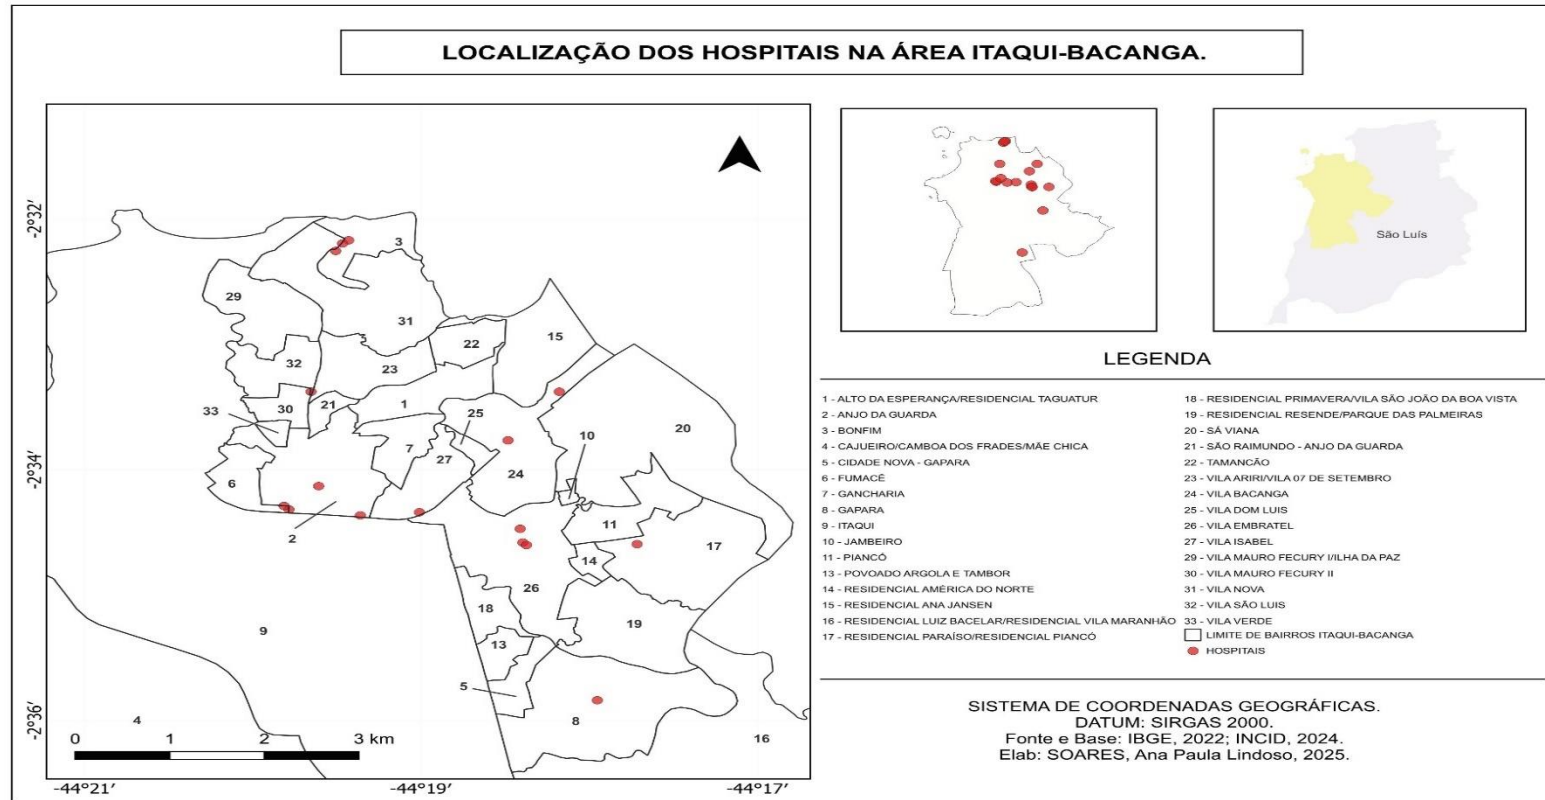 LOCALIZAÇÃO DOS HOSPITAIS NA ÁREA ITAQUI-BACANGA.
-2°32'
-2°34'
-2°36'
3
29
31
22
15
32
23
33
30
21
1
25
10
20
7
27
24
6
11
17
2
14
26
18
19
9
13
5
8
4
16
0 1 2 3 km
-44°21'
-44°19'
-44°17'
São Luís
LEGENDA
1 - ALTO DA ESPERANÇA/RESIDENCIAL TAGUATUR
2 - ANJO DA GUARDA
3 - BONFIM
4 - CAJUEIRO/CAMBOA DOS FRADES/MÃE CHICA
5 - CIDADE NOVA - GAPARA
6 - FUMACÊ
7 - GANCHARIA
8 - GAPARA
9 - ITAQUI
10 - JAMBEIRO
11 - PIANCÓ
13 - POVOADO ARGOLA E TAMBOR
14 - RESIDENCIAL AMÉRICA DO NORTE
15 - RESIDENCIAL ANA JANSEN
16 - RESIDENCIAL LUIZ BACELAR/RESIDENCIAL VILA MARANHÃO
17 - RESIDENCIAL PARAÍSO/RESIDENCIAL PIANCÓ
18 - RESIDENCIAL PRIMAVERA/VILA SÃO JOÃO DA BOA VISTA
19 - RESIDENCIAL RESENDE/PARQUE DAS PALMEIRAS
20 - SÁ VIANA
21 - SÃO RAIMUNDO - ANJO DA GUARDA
22 - TAMANCÃO
23 - VILA ARIRI/VILA 07 DE SETEMBRO
24 - VILA BACANGA
25 - VILA DOM LUIS
26 - VILA EMBRATEL
27 - VILA ISABEL
29 - VILA MAURO FECURY I/ILHA DA PAZ
30 - VILA MAURO FECURY II
31 - VILA NOVA
32 - VILA SÃO LUIS
33 - VILA VERDE
LIMITE DE BAIRROS ITAQUI-BACANGA
HOSPITAIS
SISTEMA DE COORDENADAS GEOGRÁFICAS.
DATUM: SIRGAS 2000.
Fonte e Base: IBGE, 2022; INCID, 2024.
Elab: SOARES, Ana Paula Lindoso, 2025.